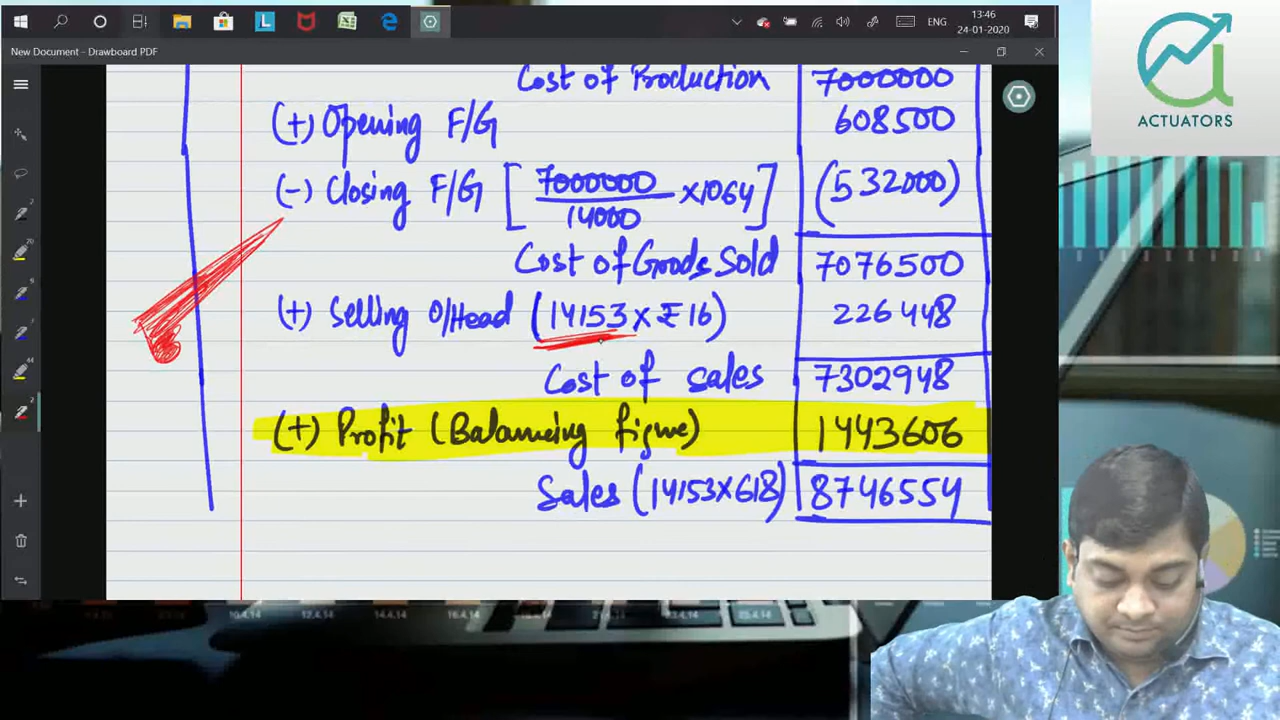 13:46
ENG
24-01-2020
New Document - Drawboard PDF
ACTUATORS
Cost of Production 7000000
(+) Opening F/G 608500
(-) Closing F/G [7000000/14000 ×1064] (532000)
Cost of Goods Sold 7076500
(+) Selling O/Head (14153×₹16) 226448
Cost of sales 7302948
(+) Profit (Balancing figure) 1443606
Sales (14153×618) 8746554